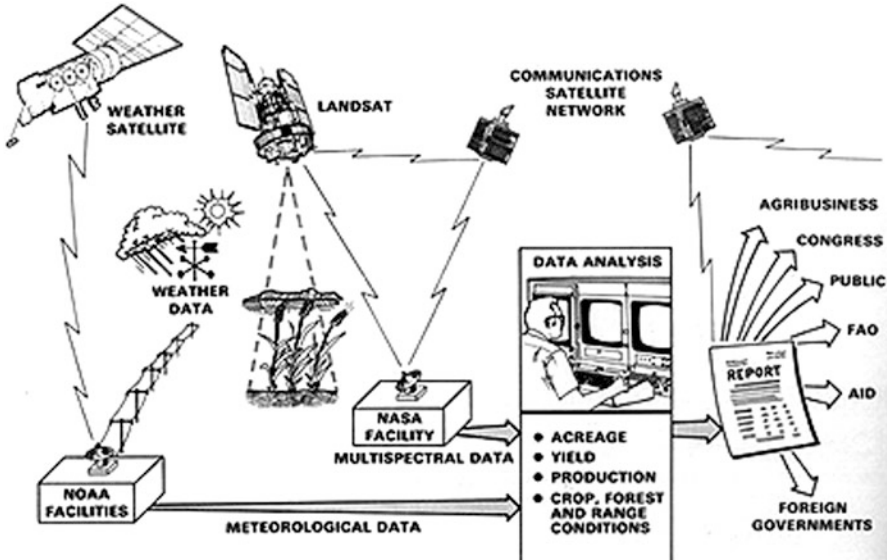 WEATHER
SATELLITE
LANDSAT
COMMUNICATIONS
SATELLITE
NETWORK
WEATHER
DATA
AGRIBUSINESS
CONGRESS
PUBLIC
FAO
AID
FOREIGN
GOVERNMENTS
DATA ANALYSIS
REPORT
NASA
FACILITY
MULTISPECTRAL DATA
• ACREAGE
• YIELD
• PRODUCTION
• CROP, FOREST
AND RANGE
CONDITIONS
NOAA
FACILITIES
METEOROLOGICAL DATA